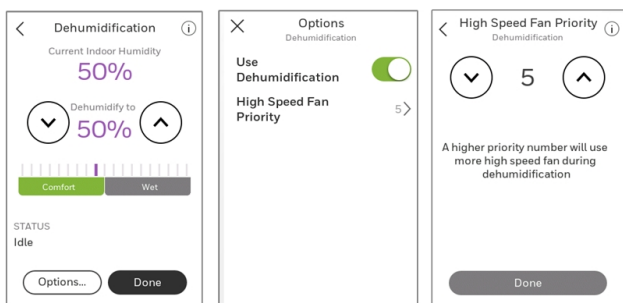 Dehumidification
Current Indoor Humidity
50%
Dehumidify to
50%
Comfort
Wet
STATUS
Idle
Options...
Done
Options
Dehumidification
Use
Dehumidification
High Speed Fan
Priority
5
High Speed Fan Priority
Dehumidification
5
A higher priority number will use
more high speed fan during
dehumidification
Done